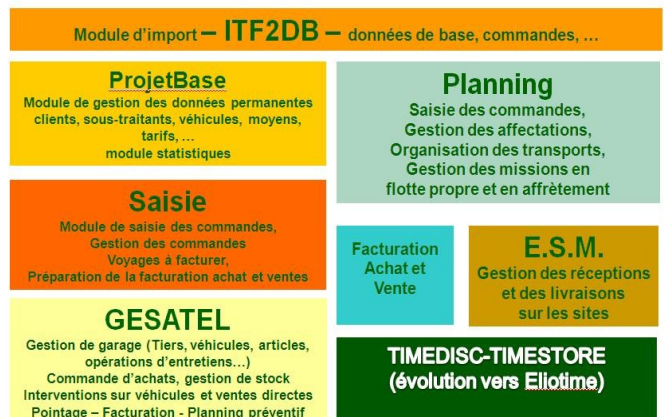 Module d'import – ITF2DB – données de base, commandes, …
ProjetBase
Module de gestion des données permanentes
clients, sous-traitants, véhicules, moyens,
tarifs, …
module statistiques
Planning
Saisie des commandes,
Gestion des affectations,
Organisation des transports,
Gestion des missions en
flotte propre et en affrètement
Saisie
Module de saisie des commandes,
Gestion des commandes
Voyages à facturer,
Préparation de la facturation achat et ventes
Facturation
Achat et
Vente
E.S.M.
Gestion des réceptions
et des livraisons
sur les sites
GESATEL
Gestion de garage (Tiers, véhicules, articles,
opérations d'entretiens…)
Commande d'achats, gestion de stock
Interventions sur véhicules et ventes directes
Pointage – Facturation - Planning préventif
TIMEDISC-TIMESTORE
(évolution vers Eliotime)